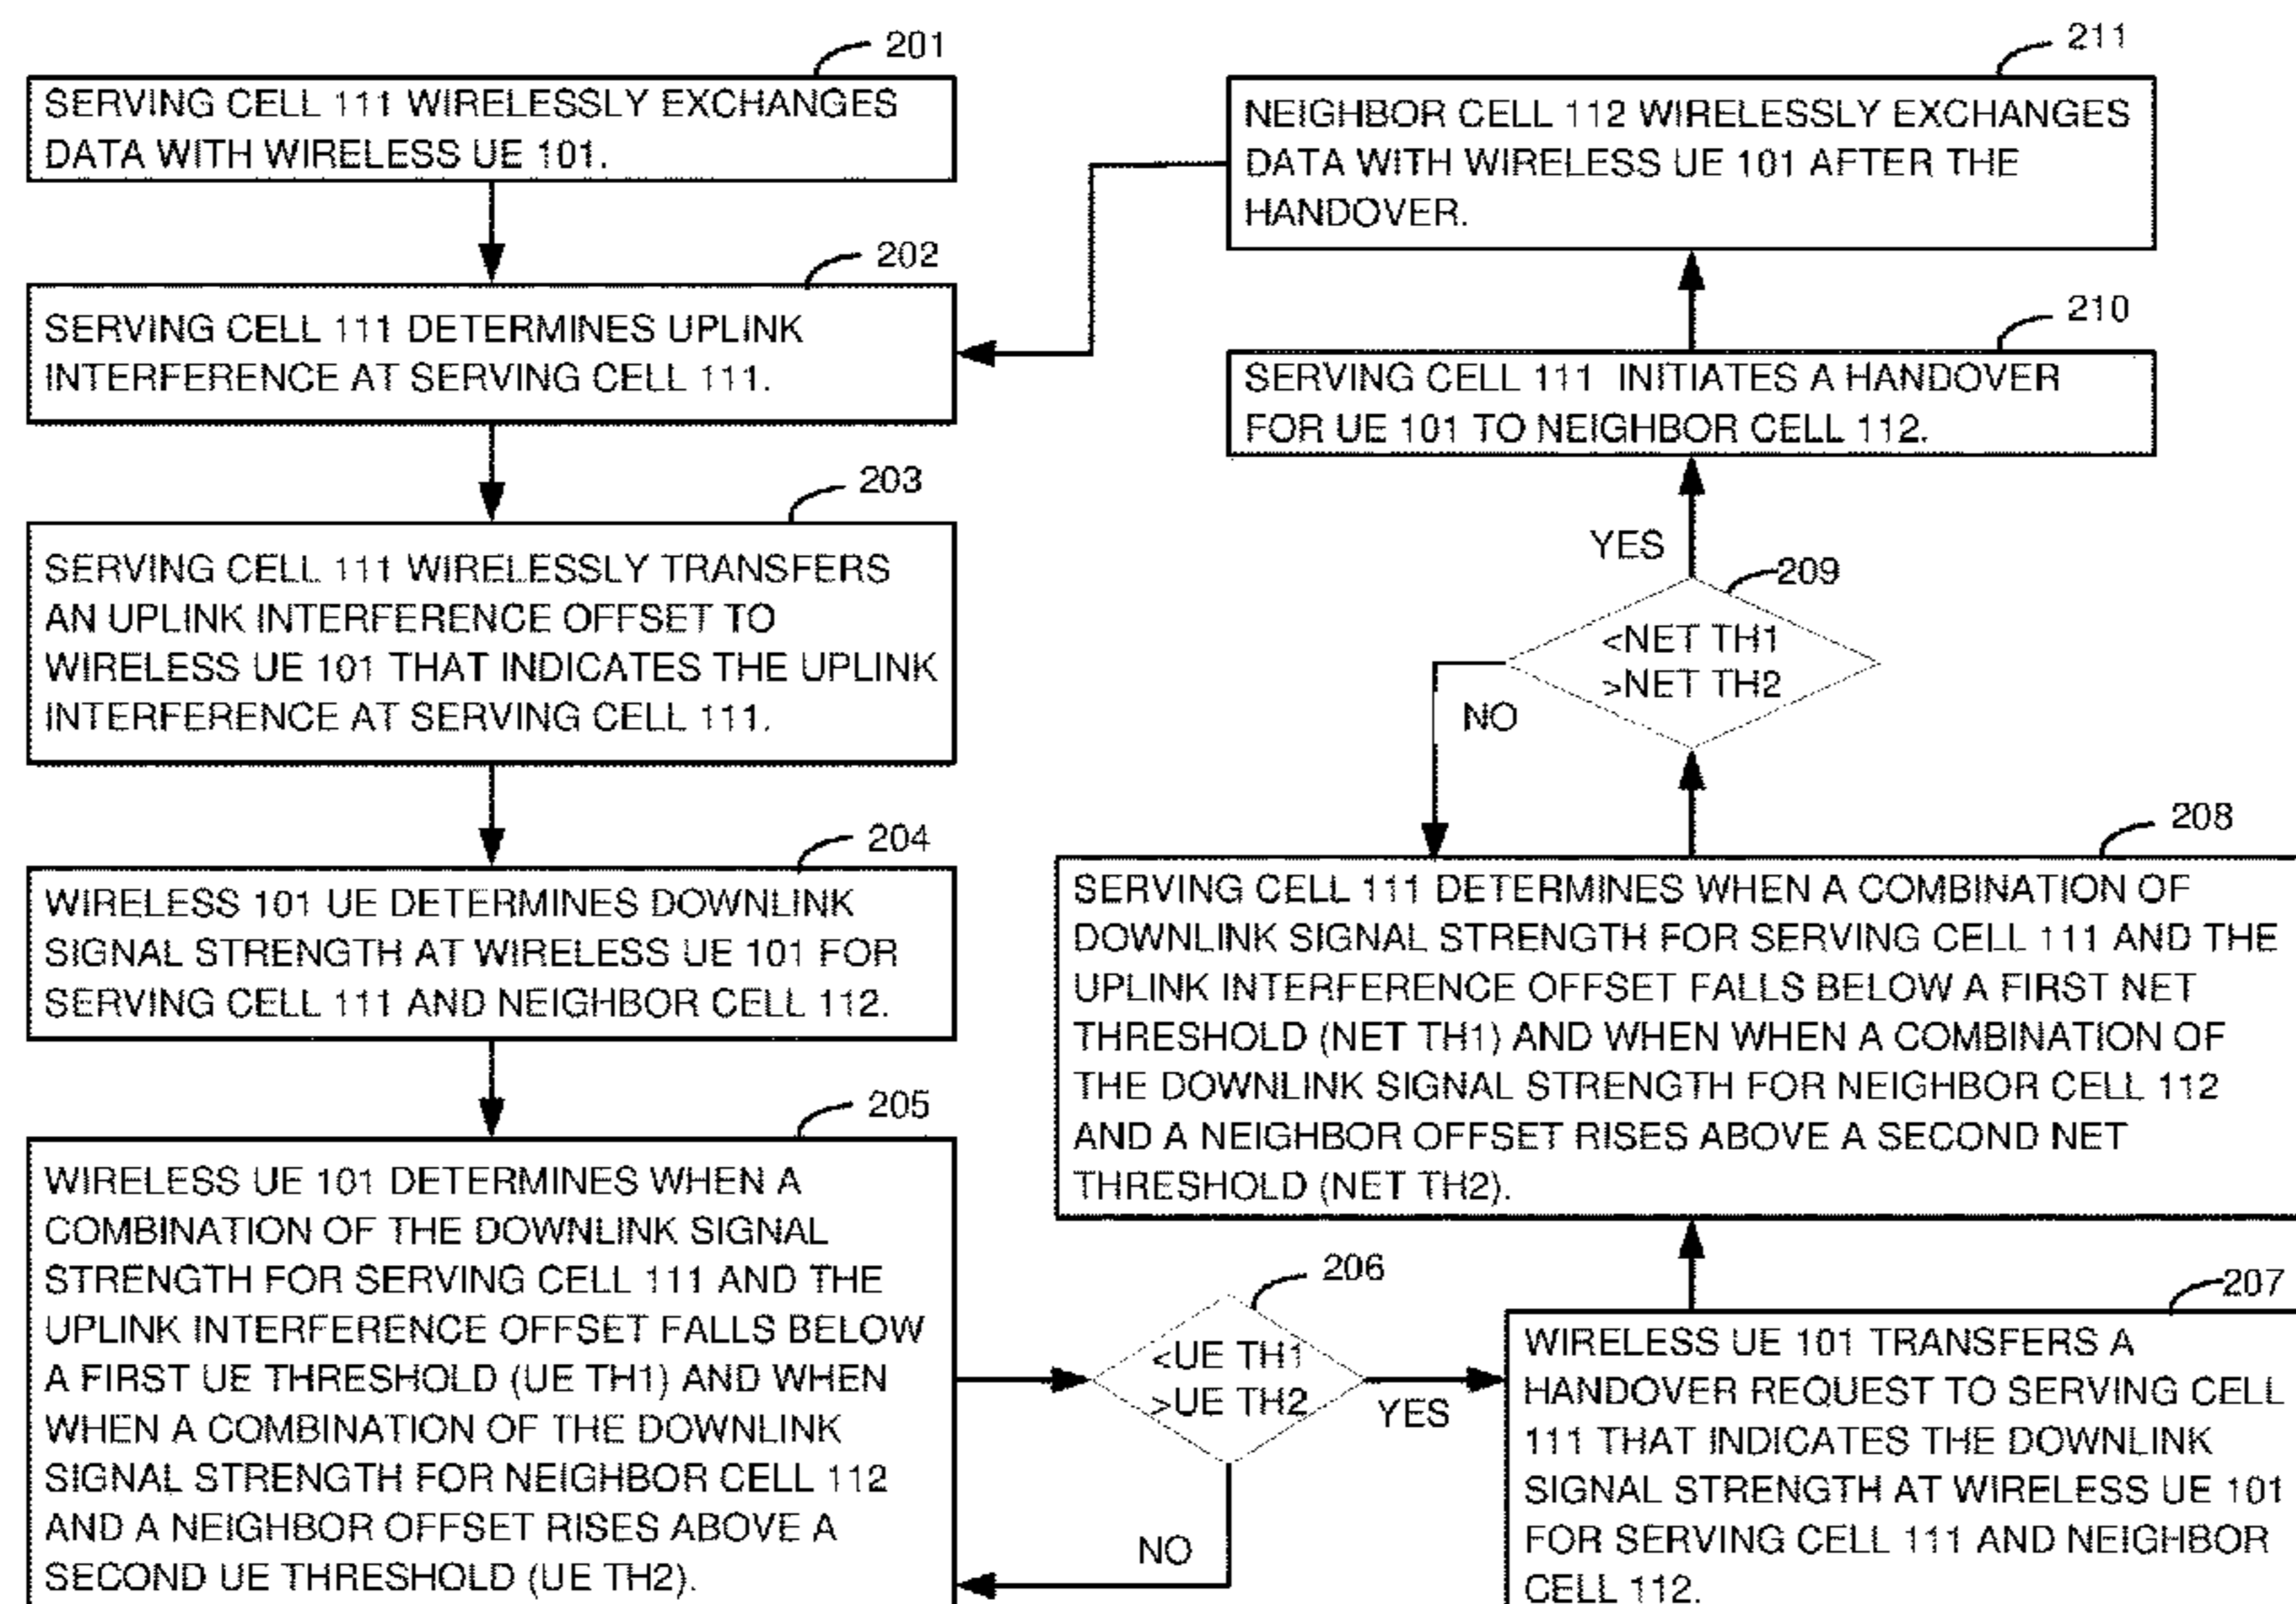 201
SERVING CELL 111 WIRELESSLY EXCHANGES
DATA WITH WIRELESS UE 101.
202
SERVING CELL 111 DETERMINES UPLINK
INTERFERENCE AT SERVING CELL 111.
203
SERVING CELL 111 WIRELESSLY TRANSFERS
AN UPLINK INTERFERENCE OFFSET TO
WIRELESS UE 101 THAT INDICATES THE UPLINK
INTERFERENCE AT SERVING CELL 111.
204
WIRELESS 101 UE DETERMINES DOWNLINK
SIGNAL STRENGTH AT WIRELESS UE 101 FOR
SERVING CELL 111 AND NEIGHBOR CELL 112.
205
WIRELESS UE 101 DETERMINES WHEN A
COMBINATION OF THE DOWNLINK SIGNAL
STRENGTH FOR SERVING CELL 111 AND THE
UPLINK INTERFERENCE OFFSET FALLS BELOW
A FIRST UE THRESHOLD (UE TH1) AND WHEN
WHEN A COMBINATION OF THE DOWNLINK
SIGNAL STRENGTH FOR NEIGHBOR CELL 112
AND A NEIGHBOR OFFSET RISES ABOVE A
SECOND UE THRESHOLD (UE TH2).
206
<UE TH1
>UE TH2
YES
NO
207
WIRELESS UE 101 TRANSFERS A
HANDOVER REQUEST TO SERVING CELL
111 THAT INDICATES THE DOWNLINK
SIGNAL STRENGTH AT WIRELESS UE 101
FOR SERVING CELL 111 AND NEIGHBOR
CELL 112.
208
SERVING CELL 111 DETERMINES WHEN A COMBINATION OF
DOWNLINK SIGNAL STRENGTH FOR SERVING CELL 111 AND THE
UPLINK INTERFERENCE OFFSET FALLS BELOW A FIRST NET
THRESHOLD (NET TH1) AND WHEN WHEN A COMBINATION OF
THE DOWNLINK SIGNAL STRENGTH FOR NEIGHBOR CELL 112
AND A NEIGHBOR OFFSET RISES ABOVE A SECOND NET
THRESHOLD (NET TH2).
209
<NET TH1
>NET TH2
YES
NO
210
SERVING CELL 111 INITIATES A HANDOVER
FOR UE 101 TO NEIGHBOR CELL 112.
211
NEIGHBOR CELL 112 WIRELESSLY EXCHANGES
DATA WITH WIRELESS UE 101 AFTER THE
HANDOVER.